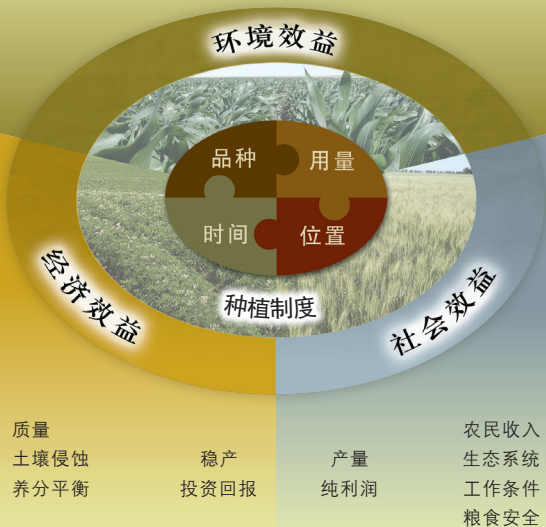 环境效益
品种
用量
时间
位置
种植制度
经济效益
社会效益
质量
土壤侵蚀
养分平衡
稳产
投资回报
产量
纯利润
农民收入
生态系统
工作条件
粮食安全